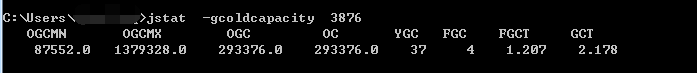 C:\Users\ >jstat -gcoldcapacity 3876
OGCMN OGCMX OGC OC YGC FGC FGCT GCT
87552.0 1379328.0 293376.0 293376.0 37 4 1.207 2.178